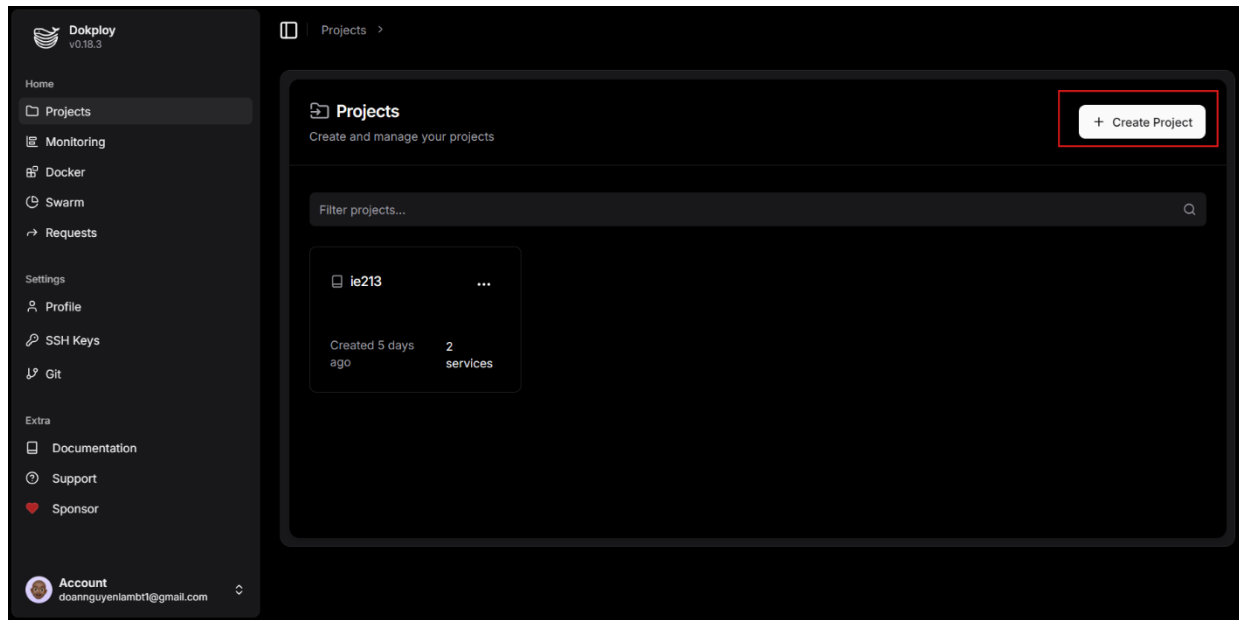 Dokploy
v0.18.3
Home
Projects
Monitoring
Docker
Swarm
Requests
Settings
Profile
SSH Keys
Git
Extra
Documentation
Support
Sponsor
Account
doannguyenlambt1@gmail.com
Projects
Projects
Create and manage your projects
+ Create Project
Filter projects...
ie213
...
Created 5 days
ago
2
services